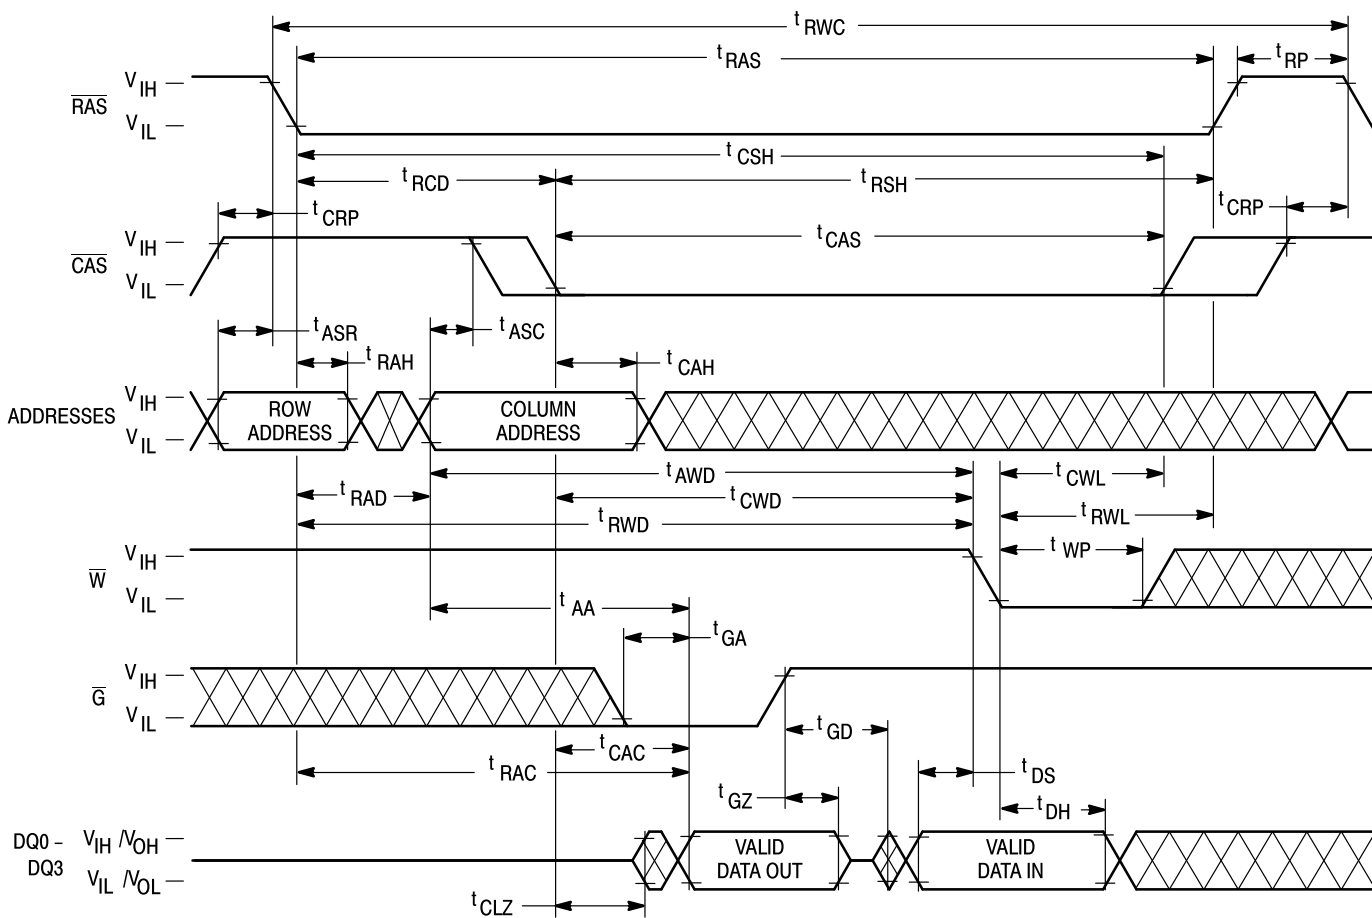 t RWC
t RAS
t RP
RAS
V IH
V IL
t CSH
t RCD
t RSH
t CRP
t CRP
CAS
V IH
V IL
t CAS
t ASR
t ASC
t RAH
t CAH
ADDRESSES
V IH
V IL
ROW
ADDRESS
COLUMN
ADDRESS
t AWD
t CWL
t RAD
t CWD
t RWL
t RWD
W
V IH
V IL
t WP
t AA
t GA
G
V IH
V IL
t GD
t CAC
t RAC
t DS
t GZ
t DH
DQ0 –
DQ3
V IH /V OH
V IL /V OL
VALID
DATA OUT
VALID
DATA IN
t CLZ